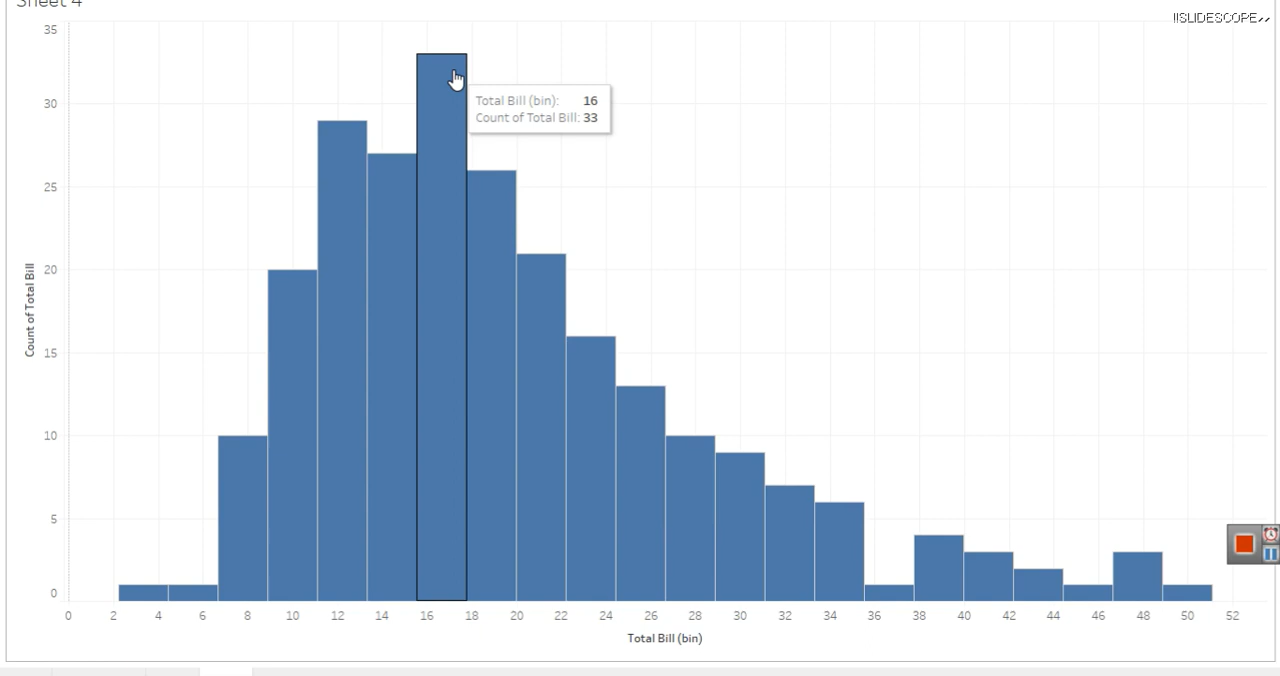 Sheet 4
!!SLIDESCOPE,,
35
30
25
20
15
10
5
0
Count of Total Bill
Total Bill (bin): 16
Count of Total Bill: 33
0 2 4 6 8 10 12 14 16 18 20 22 24 26 28 30 32 34 36 38 40 42 44 46 48 50 52
Total Bill (bin)